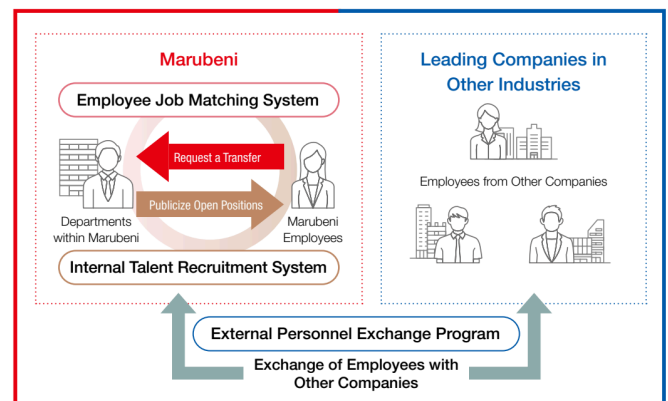 Marubeni
Employee Job Matching System
Request a Transfer
Publicize Open Positions
Departments
within Marubeni
Marubeni
Employees
Internal Talent Recruitment System
Leading Companies in
Other Industries
Employees from Other Companies
External Personnel Exchange Program
Exchange of Employees with
Other Companies